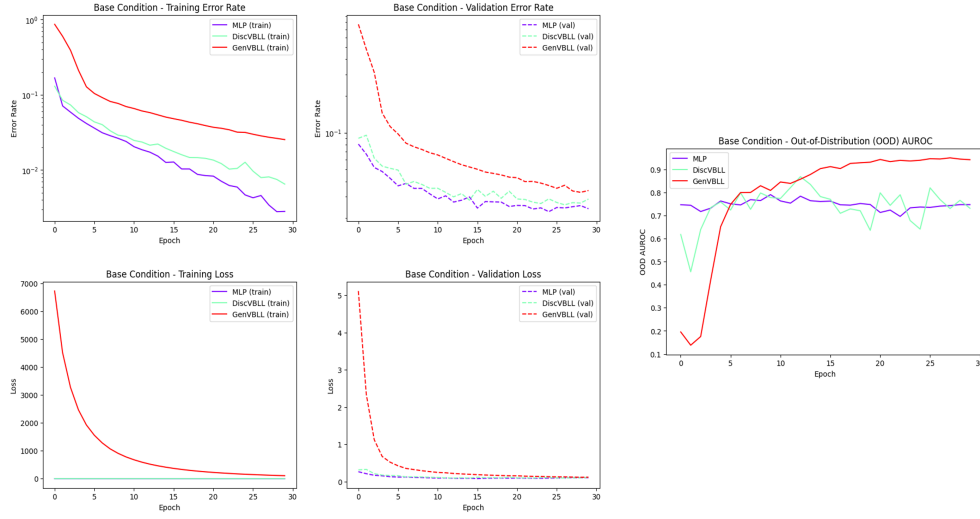 Base Condition - Training Error Rate
10⁰
10⁻¹
10⁻²
Error Rate
0 5 10 15 20 25 30
Epoch
MLP (train)
DiscVBLL (train)
GenVBLL (train)
Base Condition - Validation Error Rate
10⁻¹
Error Rate
0 5 10 15 20 25 30
Epoch
MLP (val)
DiscVBLL (val)
GenVBLL (val)
Base Condition - Out-of-Distribution (OOD) AUROC
0.9
0.8
0.7
0.6
0.5
0.4
0.3
0.2
0.1
OOD AUROC
0 5 10 15 20 25 30
Epoch
MLP
DiscVBLL
GenVBLL
Base Condition - Training Loss
7000
6000
5000
4000
3000
2000
1000
0
Loss
0 5 10 15 20 25 30
Epoch
MLP (train)
DiscVBLL (train)
GenVBLL (train)
Base Condition - Validation Loss
5
4
3
2
1
0
Loss
0 5 10 15 20 25 30
Epoch
MLP (val)
DiscVBLL (val)
GenVBLL (val)